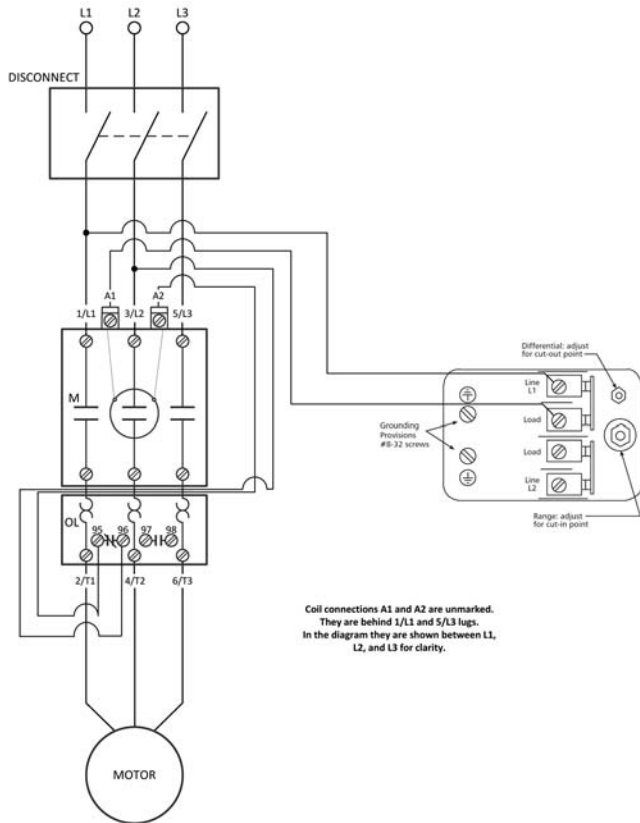 L1 L2 L3
DISCONNECT
A1 A2
1/L1 3/L2 5/L3
M
OL
95 96 97 98
2/T1 4/T2 6/T3
MOTOR
Differential: adjust
for cut-out point
Line
L1
Load
Grounding
Provisions
#8-32 screws
Load
Line
L2
Range: adjust
for cut-in point
Coil connections A1 and A2 are unmarked.
They are behind 1/L1 and 5/L3 lugs.
In the diagram they are shown between L1,
L2, and L3 for clarity.